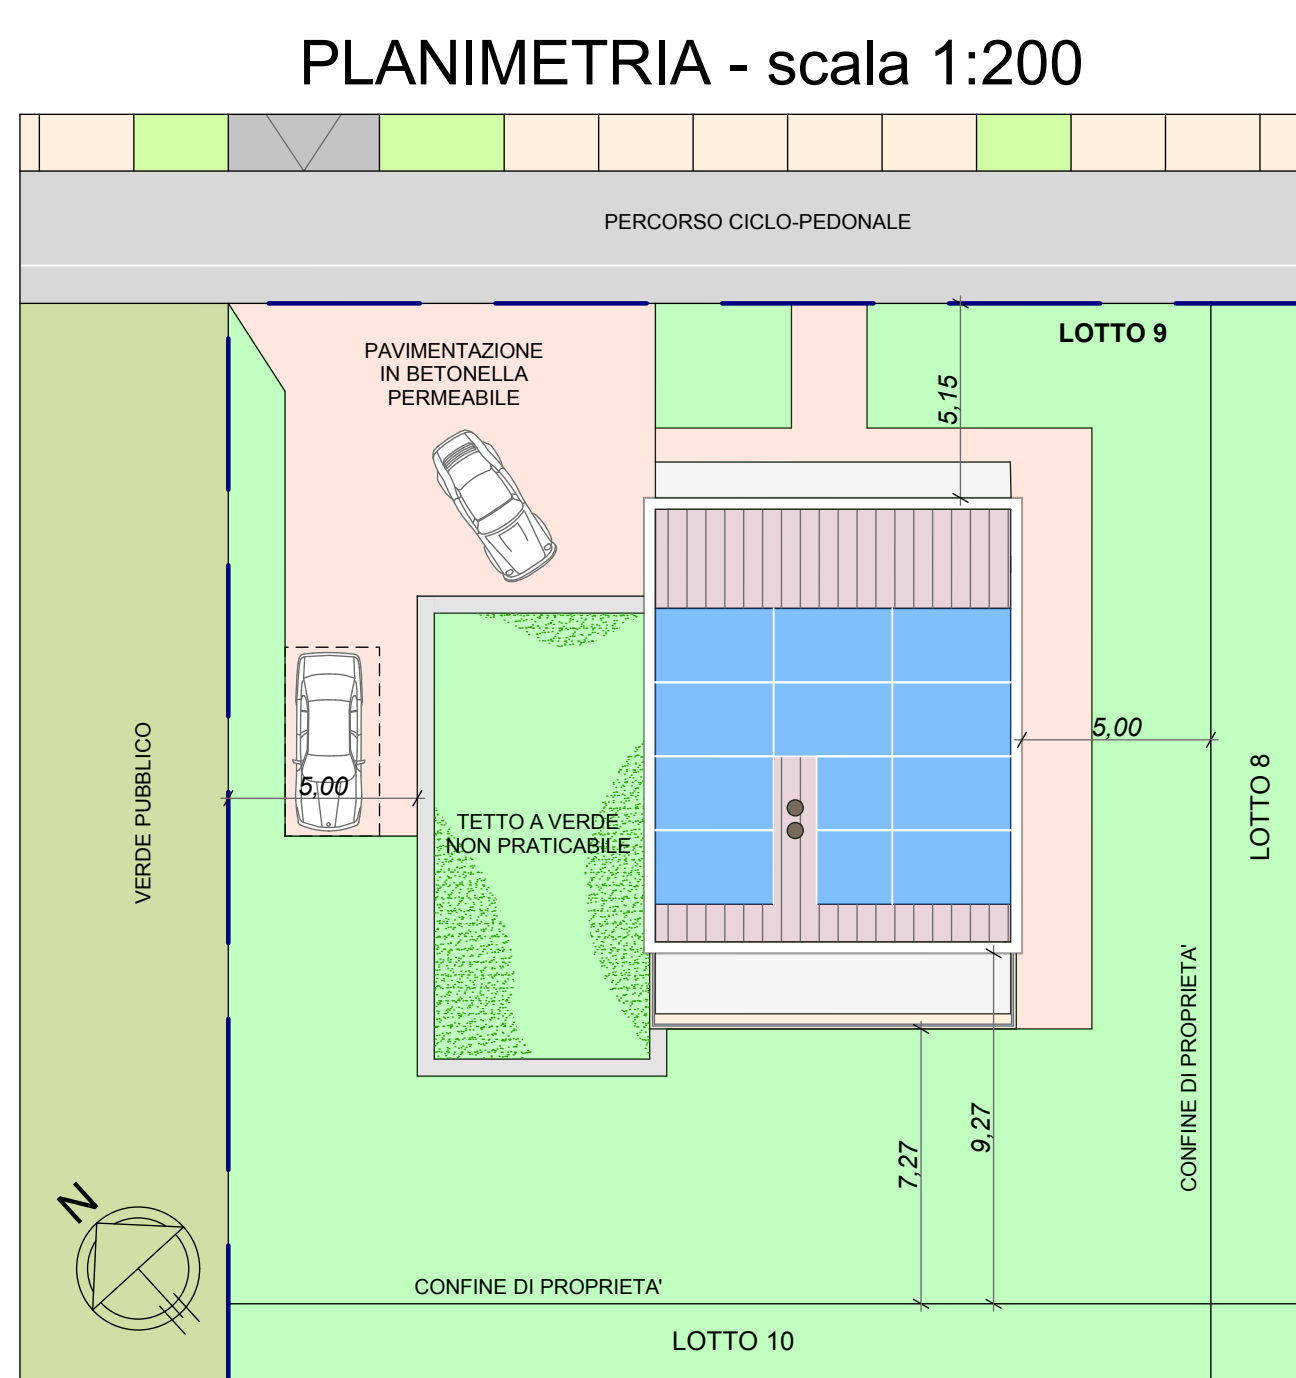 PLANIMETRIA - scala 1:200
PERCORSO CICLO-PEDONALE
LOTTO 9
PAVIMENTAZIONE
IN BETONELLA
PERMEABILE
5,15
5,00
5,00
VERDE PUBBLICO
TETTO A VERDE
NON PRATICABILE
LOTTO 8
CONFINE DI PROPRIETA'
9,27
7,27
N
CONFINE DI PROPRIETA'
LOTTO 10